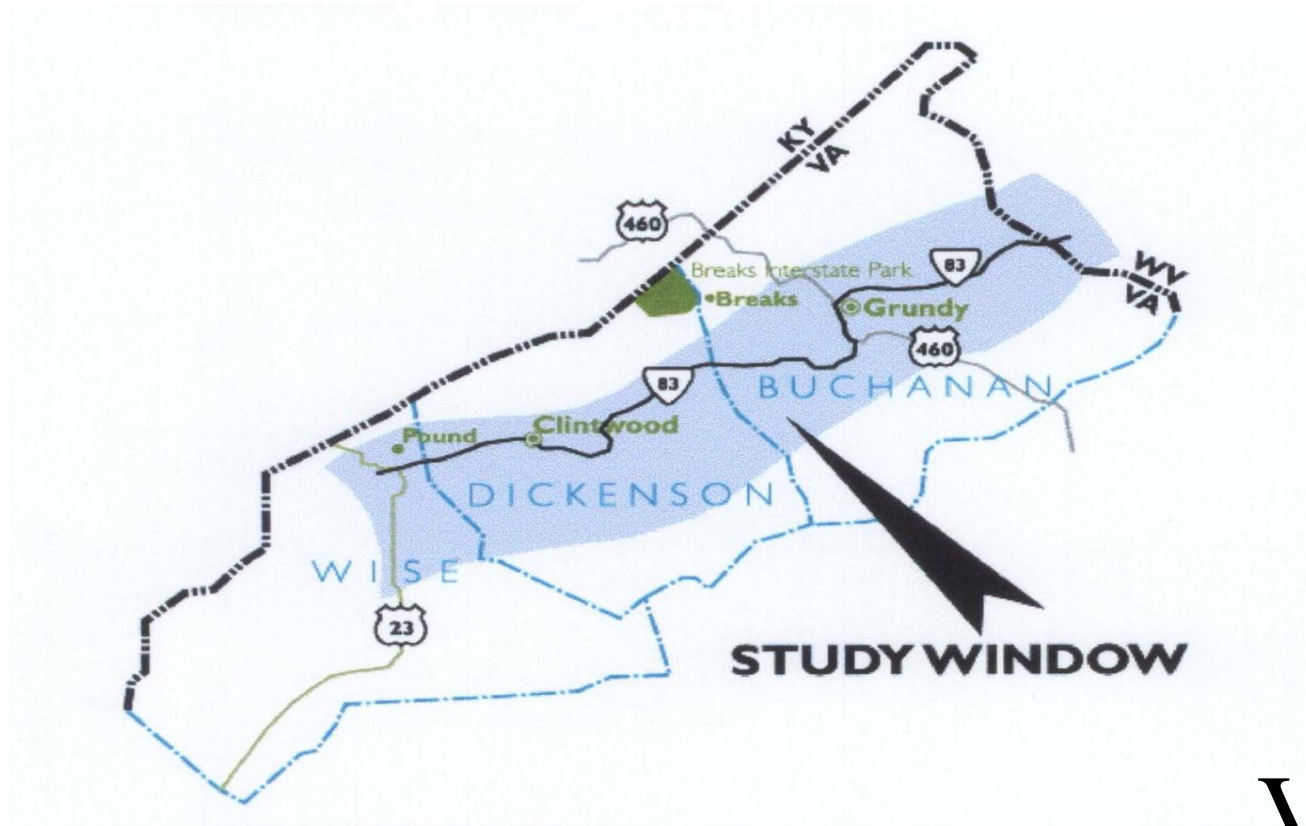 KY
VA
460
Breaks Interstate Park
83
WV
VA
Breaks
Grundy
460
83
BUCHANAN
Clintwood
Pound
DICKENSON
WISE
23
STUDY WINDOW